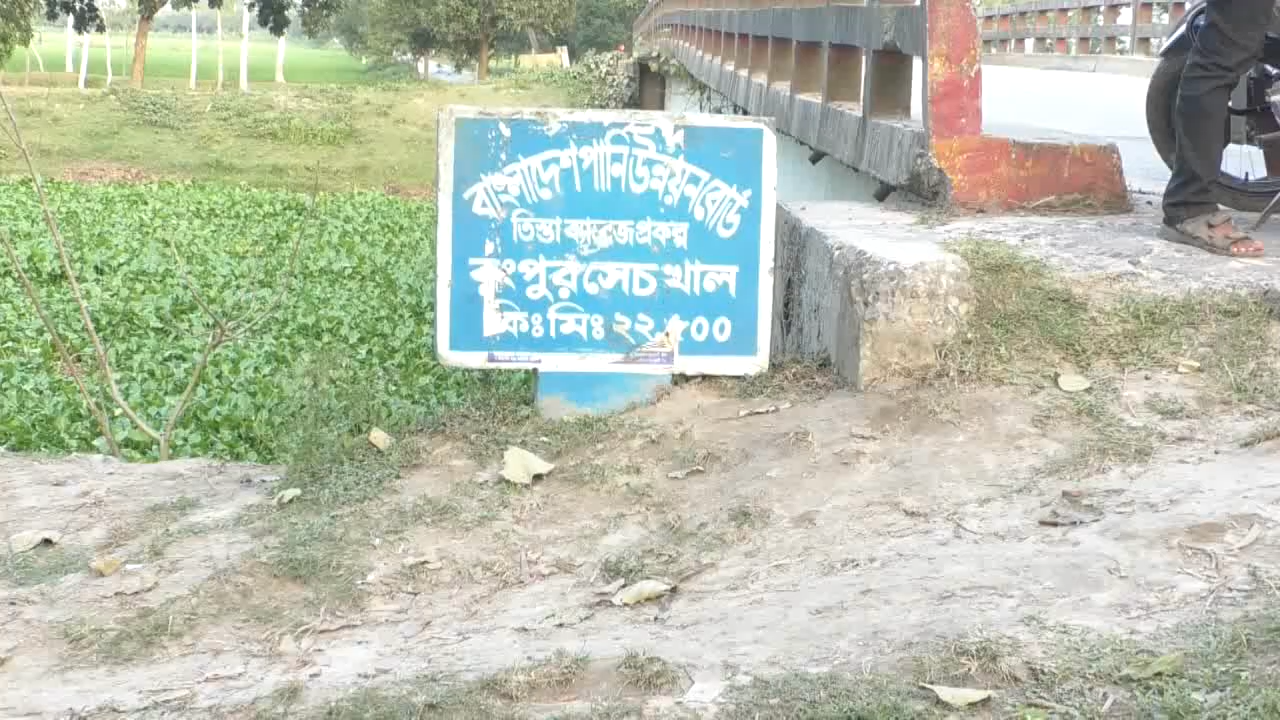 বাংলাদেশ পানি উন্নয়ন বোর্ড
তিস্তা ব্যারেজ প্রকল্প
রংপুর সেচ খাল
কিঃ মিঃ ২২.৫০০